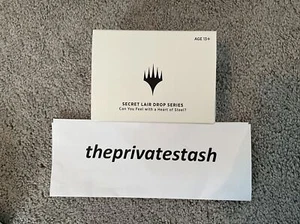 AGE 13+
SECRET LAIR DROP SERIES
Can You Feel with a Heart of Steel?
theprivatestash